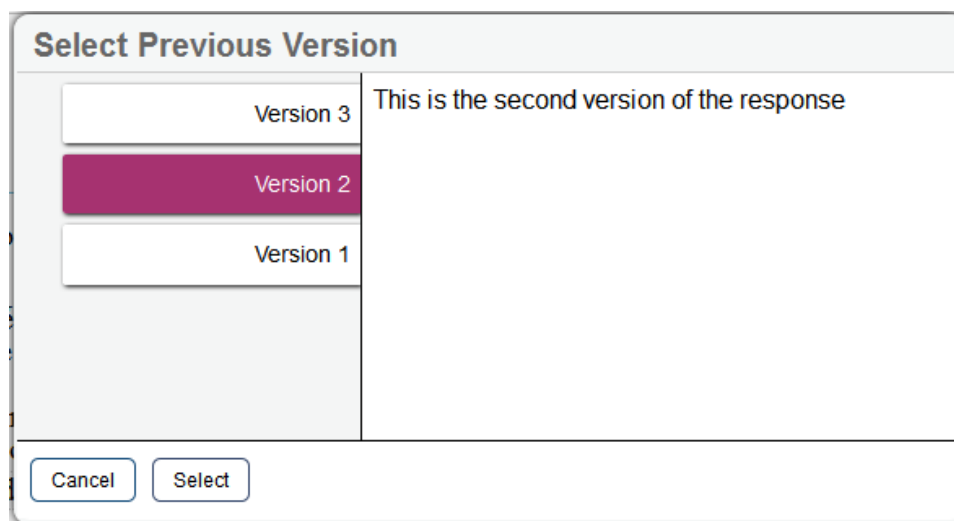 Select Previous Version
Version 3
Version 2
Version 1
This is the second version of the response
Cancel
Select